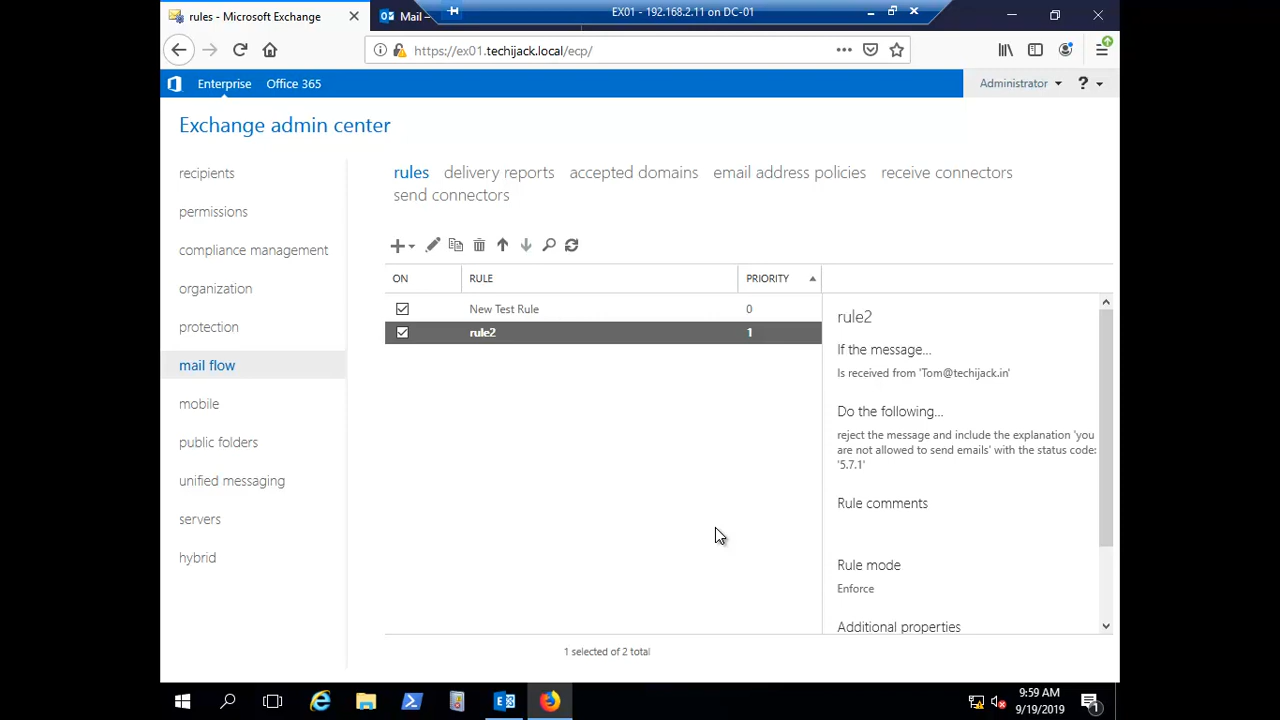 rules - Microsoft Exchange
Mail –
EX01 - 192.168.2.11 on DC-01
https://ex01.techijack.local/ecp/
Enterprise
Office 365
Administrator
?
Exchange admin center
recipients
permissions
compliance management
organization
protection
mail flow
mobile
public folders
unified messaging
servers
hybrid
rules delivery reports accepted domains email address policies receive connectors
send connectors
ON RULE PRIORITY
New Test Rule 0
rule2 1
1 selected of 2 total
rule2
If the message...
Is received from 'Tom@techijack.in'
Do the following...
reject the message and include the explanation 'you
are not allowed to send emails' with the status code:
'5.7.1'
Rule comments
Rule mode
Enforce
Additional properties
9:59 AM
9/19/2019
1